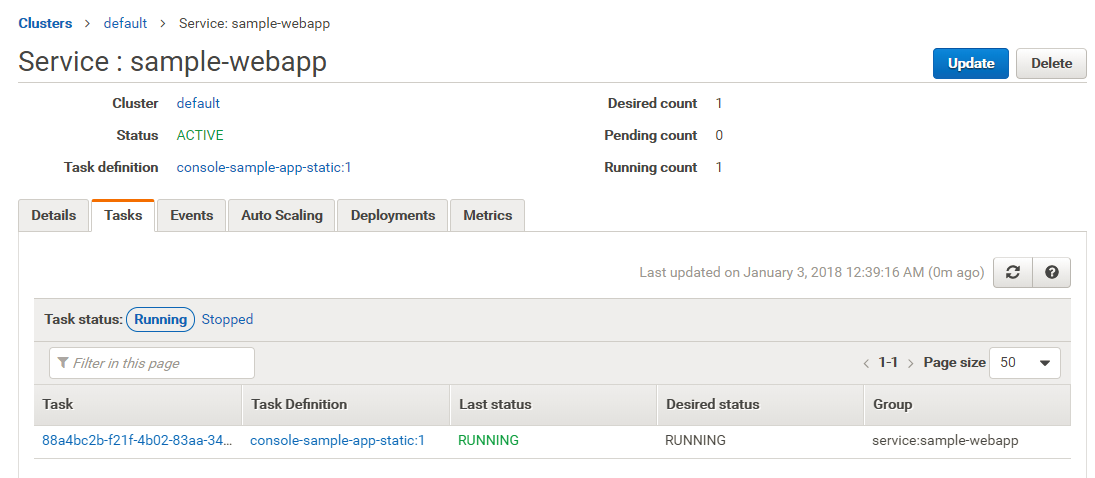 Clusters > default > Service: sample-webapp
Service : sample-webapp
Update Delete
Cluster default Desired count 1
Status ACTIVE Pending count 0
Task definition console-sample-app-static:1 Running count 1
Details Tasks Events Auto Scaling Deployments Metrics
Last updated on January 3, 2018 12:39:16 AM (0m ago)
Task status: Running Stopped
Filter in this page < 1-1 > Page size 50
Task Task Definition Last status Desired status Group
88a4bc2b-f21f-4b02-83aa-34... console-sample-app-static:1 RUNNING RUNNING service:sample-webapp